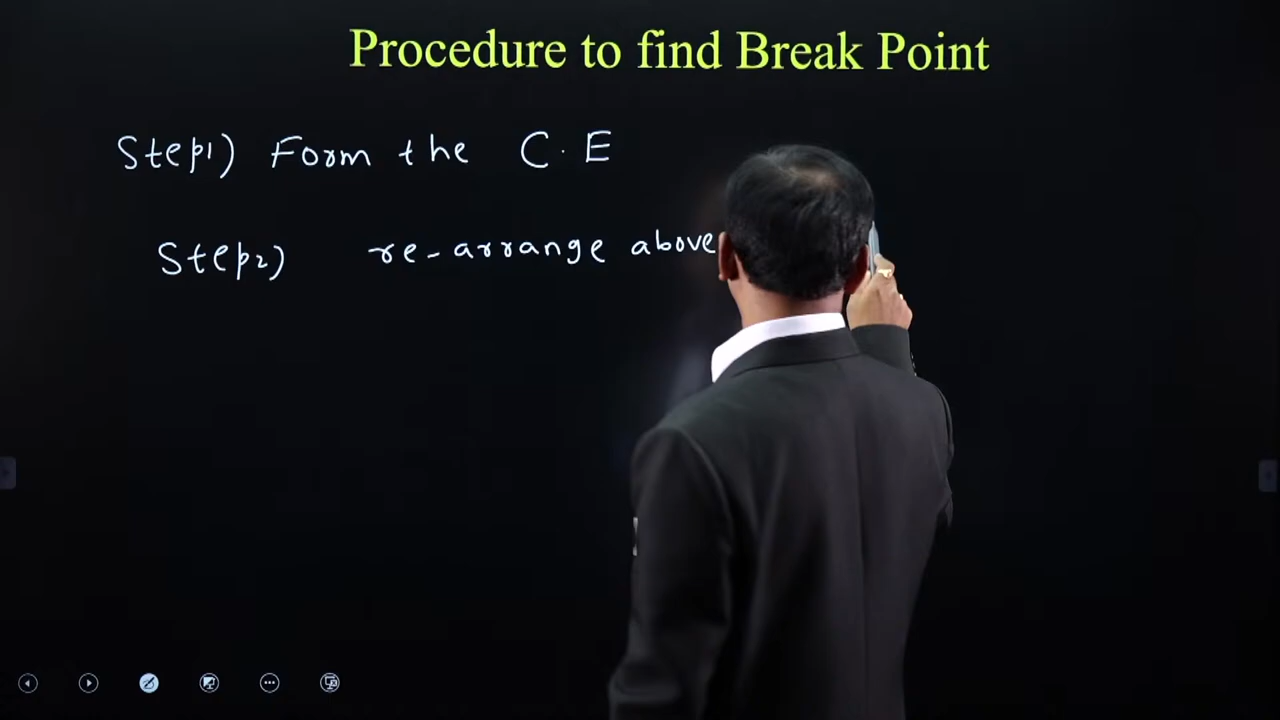 Procedure to find Break Point
Step1) Form the C.E
Step2) re-arrange above